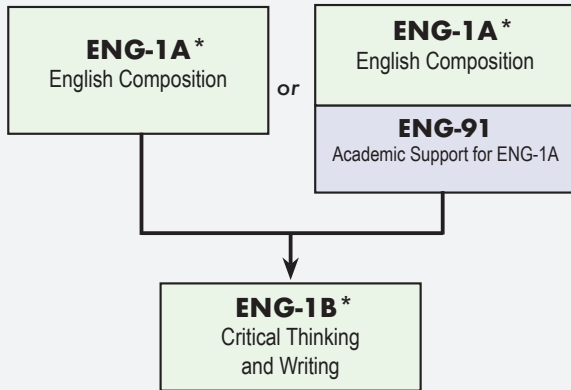 ENG-1A*
English Composition
or
ENG-1A*
English Composition
ENG-91
Academic Support for ENG-1A
ENG-1B*
Critical Thinking
and Writing